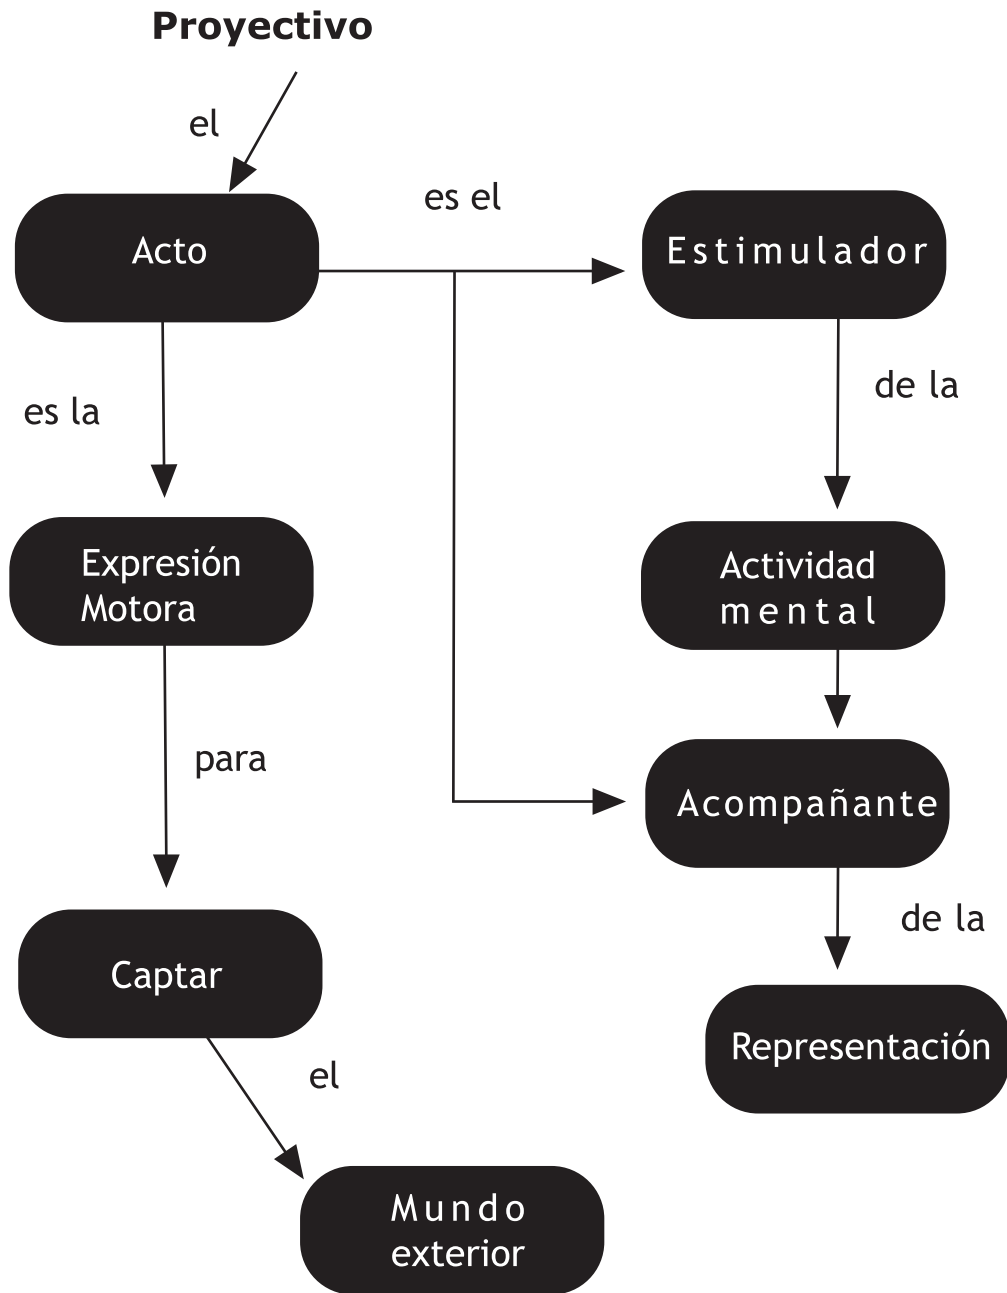 Proyectivo
el
es el
Acto
Estimulador
de la
es la
Expresión
Motora
Actividad
mental
para
Acompañante
de la
Captar
Representación
el
Mundo
exterior